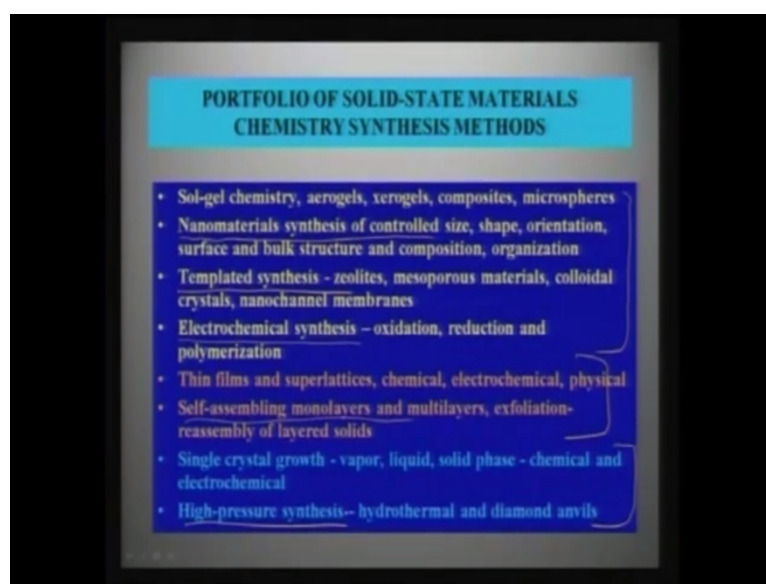 PORTFOLIO OF SOLID-STATE MATERIALS
CHEMISTRY SYNTHESIS METHODS
• Sol-gel chemistry, aerogels, xerogels, composites, microspheres
• Nanomaterials synthesis of controlled size, shape, orientation,
surface and bulk structure and composition, organization
• Templated synthesis - zeolites, mesoporous materials, colloidal
crystals, nanochannel membranes
• Electrochemical synthesis – oxidation, reduction and
polymerization
• Thin films and superlattices, chemical, electrochemical, physical
• Self-assembling monolayers and multilayers, exfoliation-
reassembly of layered solids
• Single crystal growth - vapor, liquid, solid phase - chemical and
electrochemical
• High-pressure synthesis-- hydrothermal and diamond anvils